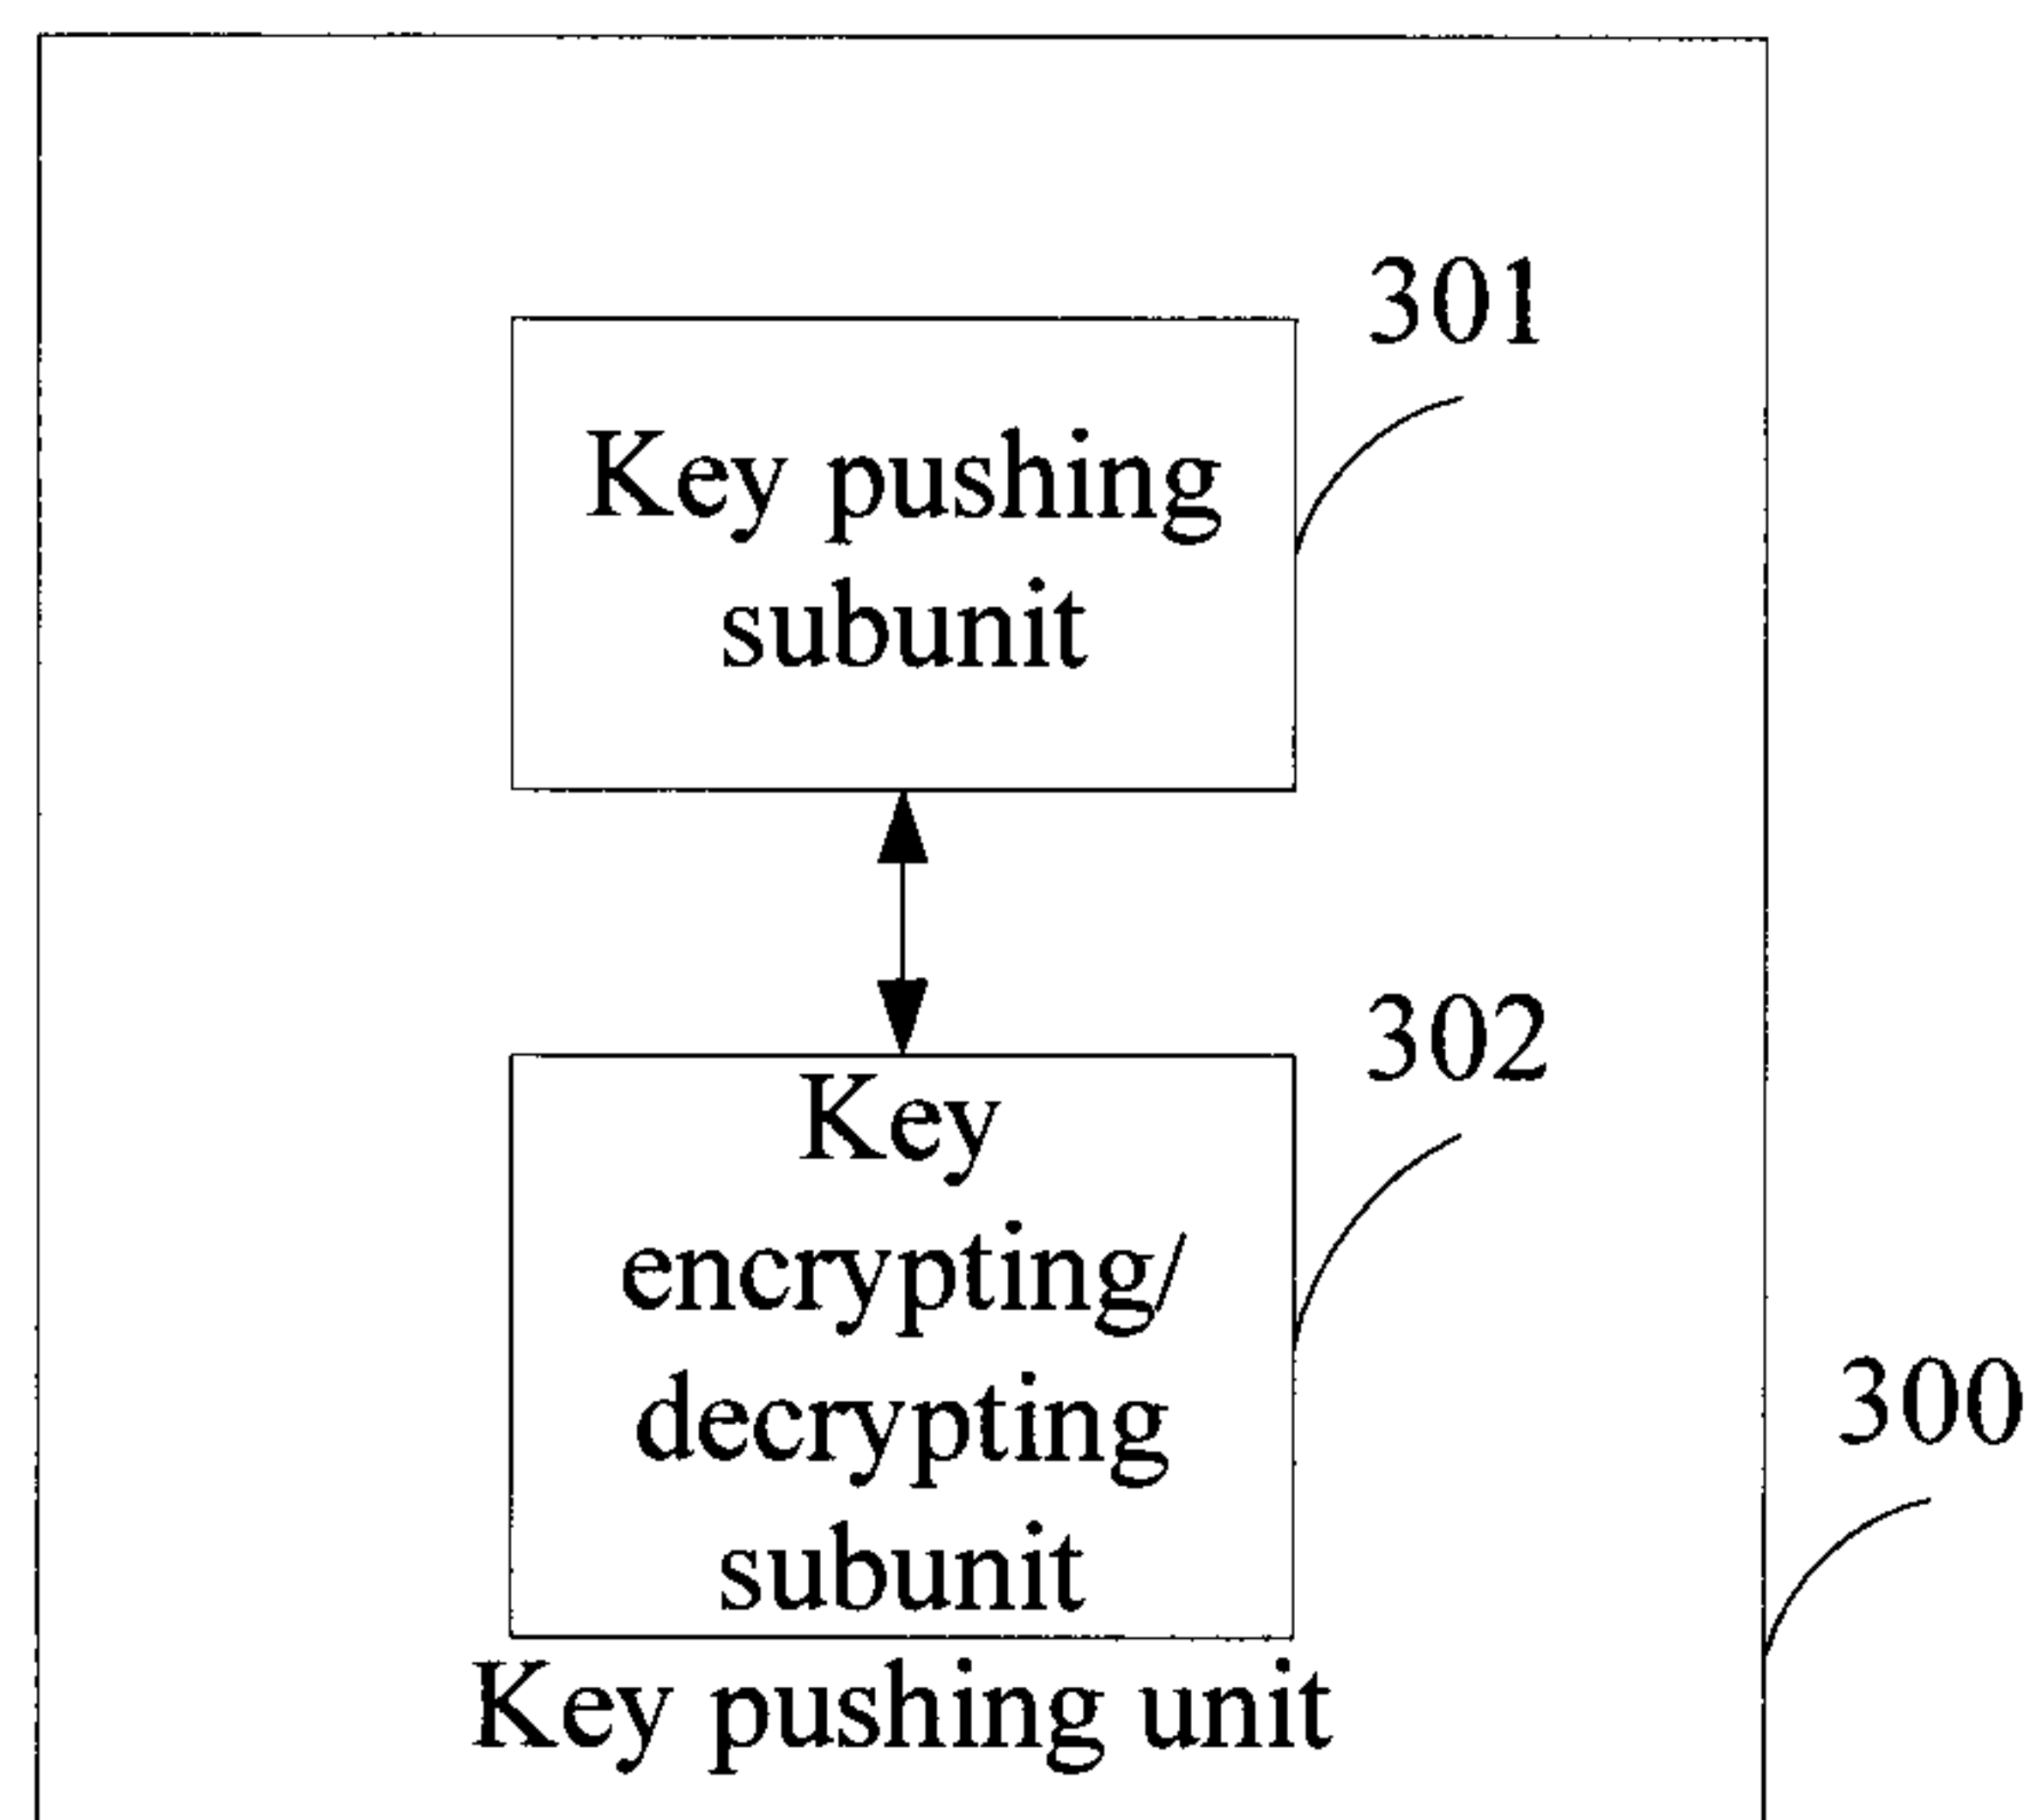 301
Key pushing
subunit
302
Key
encrypting/
decrypting
subunit
300
Key pushing unit